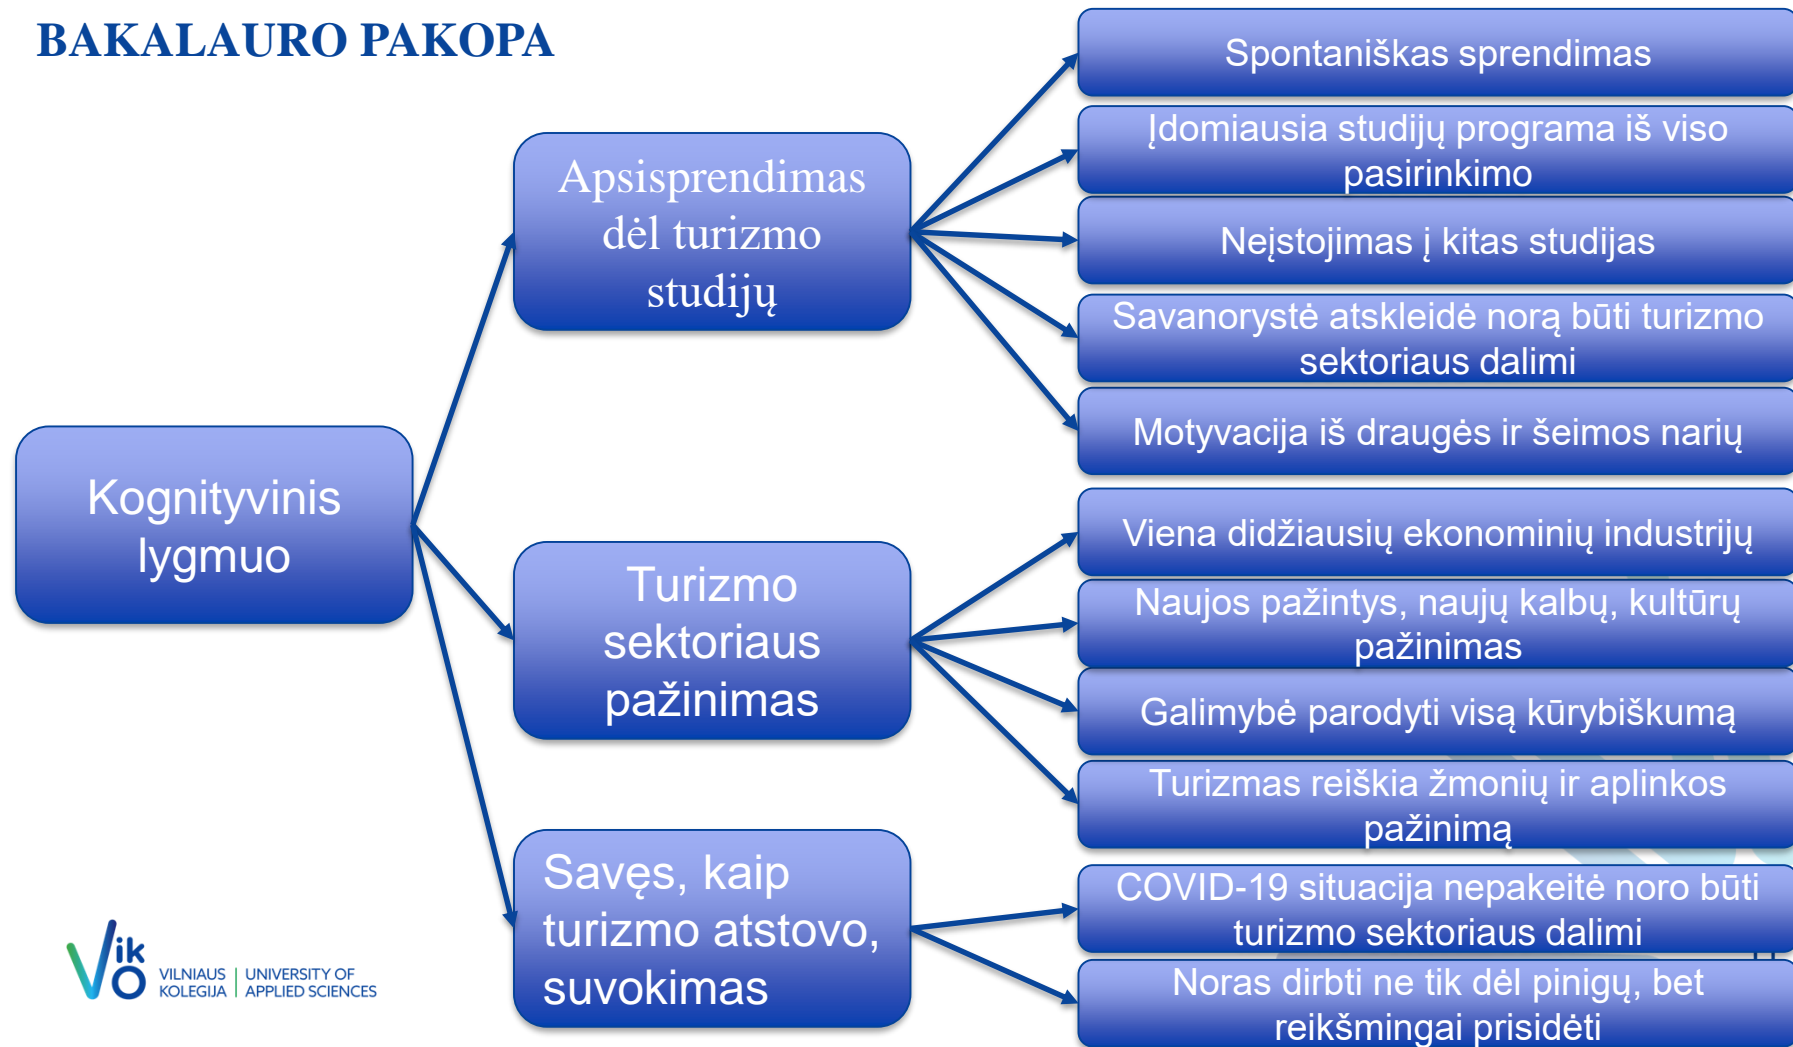 BAKALAURO PAKOPA
Kognityvinis
lygmuo
Apsisprendimas
dėl turizmo
studijų
Spontaniškas sprendimas
Įdomiausia studijų programa iš viso
pasirinkimo
Neįstojimas į kitas studijas
Savanorystė atskleidė norą būti turizmo
sektoriaus dalimi
Motyvacija iš draugės ir šeimos narių
Turizmo
sektoriaus
pažinimas
Viena didžiausių ekonominių industrijų
Naujos pažintys, naujų kalbų, kultūrų
pažinimas
Galimybė parodyti visą kūrybiškumą
Turizmas reiškia žmonių ir aplinkos
pažinimą
Savęs, kaip
turizmo atstovo,
suvokimas
COVID-19 situacija nepakeitė noro būti
turizmo sektoriaus dalimi
Noras dirbti ne tik dėl pinigų, bet
reikšmingai prisidėti
Viko
VILNIAUS | UNIVERSITY OF
KOLEGIJA | APPLIED SCIENCES